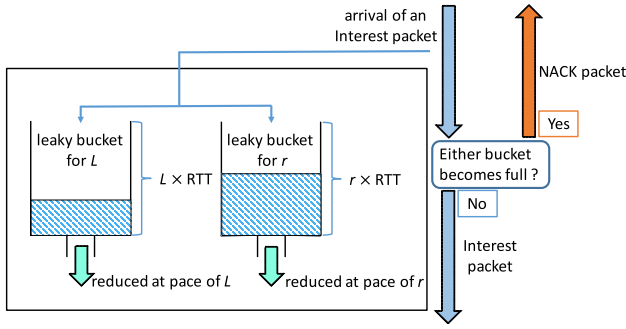 arrival of an
Interest packet
NACK packet
Yes
leaky bucket
for L
leaky bucket
for r
L × RTT
r × RTT
Either bucket
becomes full ?
No
Interest
packet
reduced at pace of L
reduced at pace of r